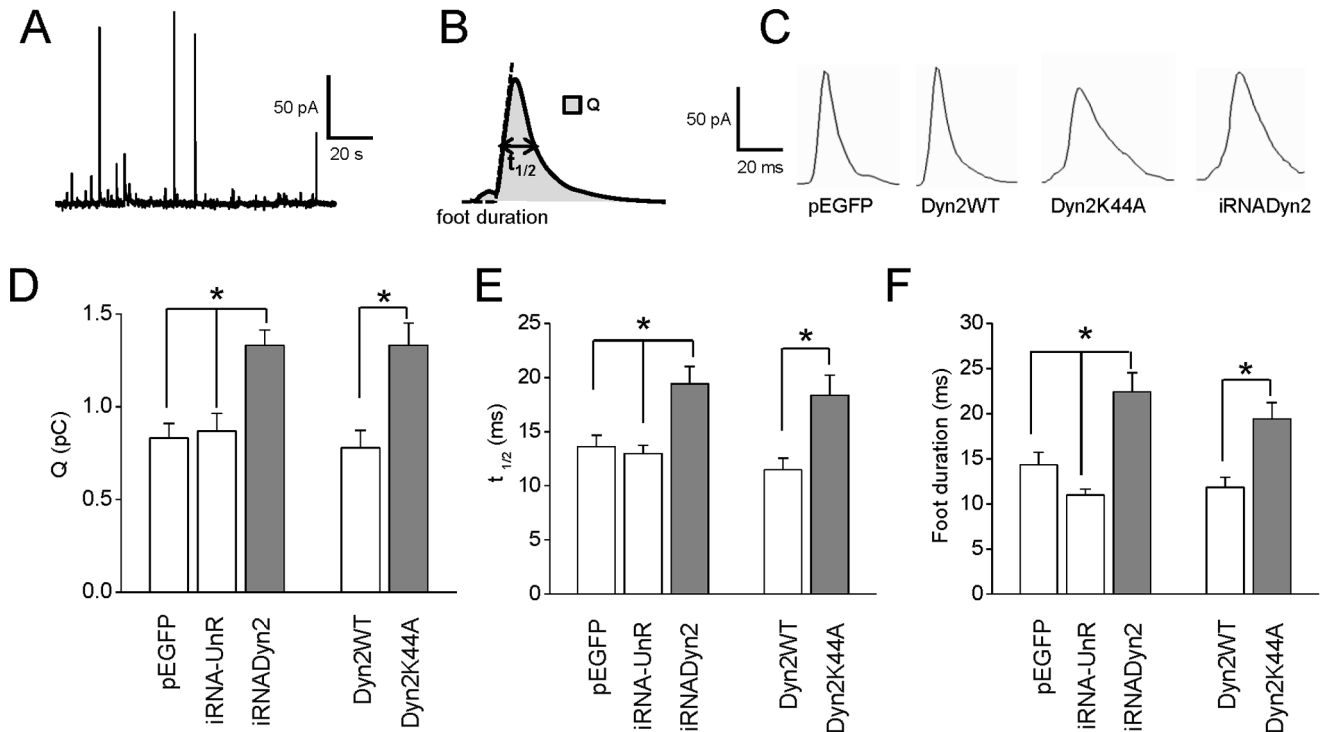 A
50 pA
20 s
B
Q
t1/2
foot duration
C
50 pA
20 ms
pEGFP
Dyn2WT
Dyn2K44A
iRNADyn2
D
Q (pC)
1.5
1.0
0.5
0.0
*
*
pEGFP
iRNA-UnR
iRNADyn2
Dyn2WT
Dyn2K44A
E
t 1/2 (ms)
25
20
15
10
5
0
*
*
pEGFP
iRNA-UnR
iRNADyn2
Dyn2WT
Dyn2K44A
F
Foot duration (ms)
30
25
20
15
10
5
0
*
*
pEGFP
iRNA-UnR
iRNADyn2
Dyn2WT
Dyn2K44A